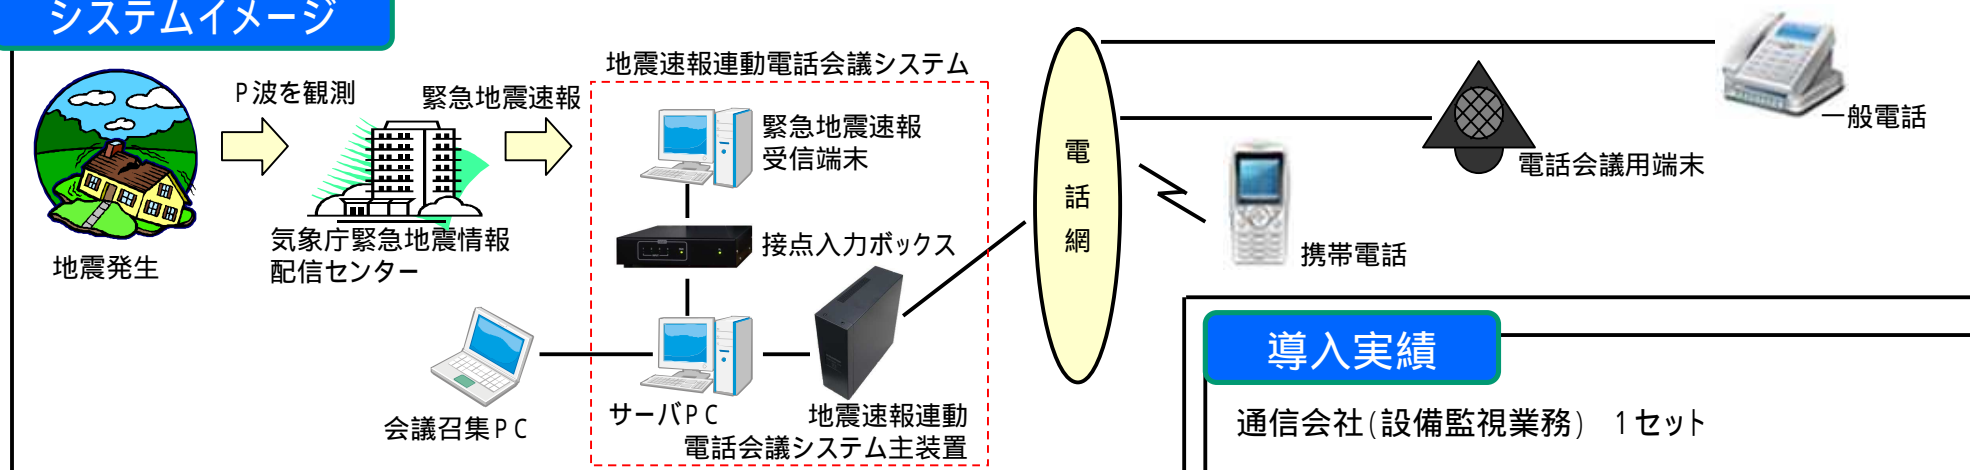 システムイメージ
地震速報連動電話会議システム
P波を観測
緊急地震速報
緊急地震速報
受信端末
一般電話
電話会議用端末
電話網
気象庁緊急地震情報
配信センター
接点入力ボックス
携帯電話
地震発生
会議召集PC
サーバPC
地震速報連動
電話会議システム主装置
導入実績
通信会社(設備監視業務) 1セット